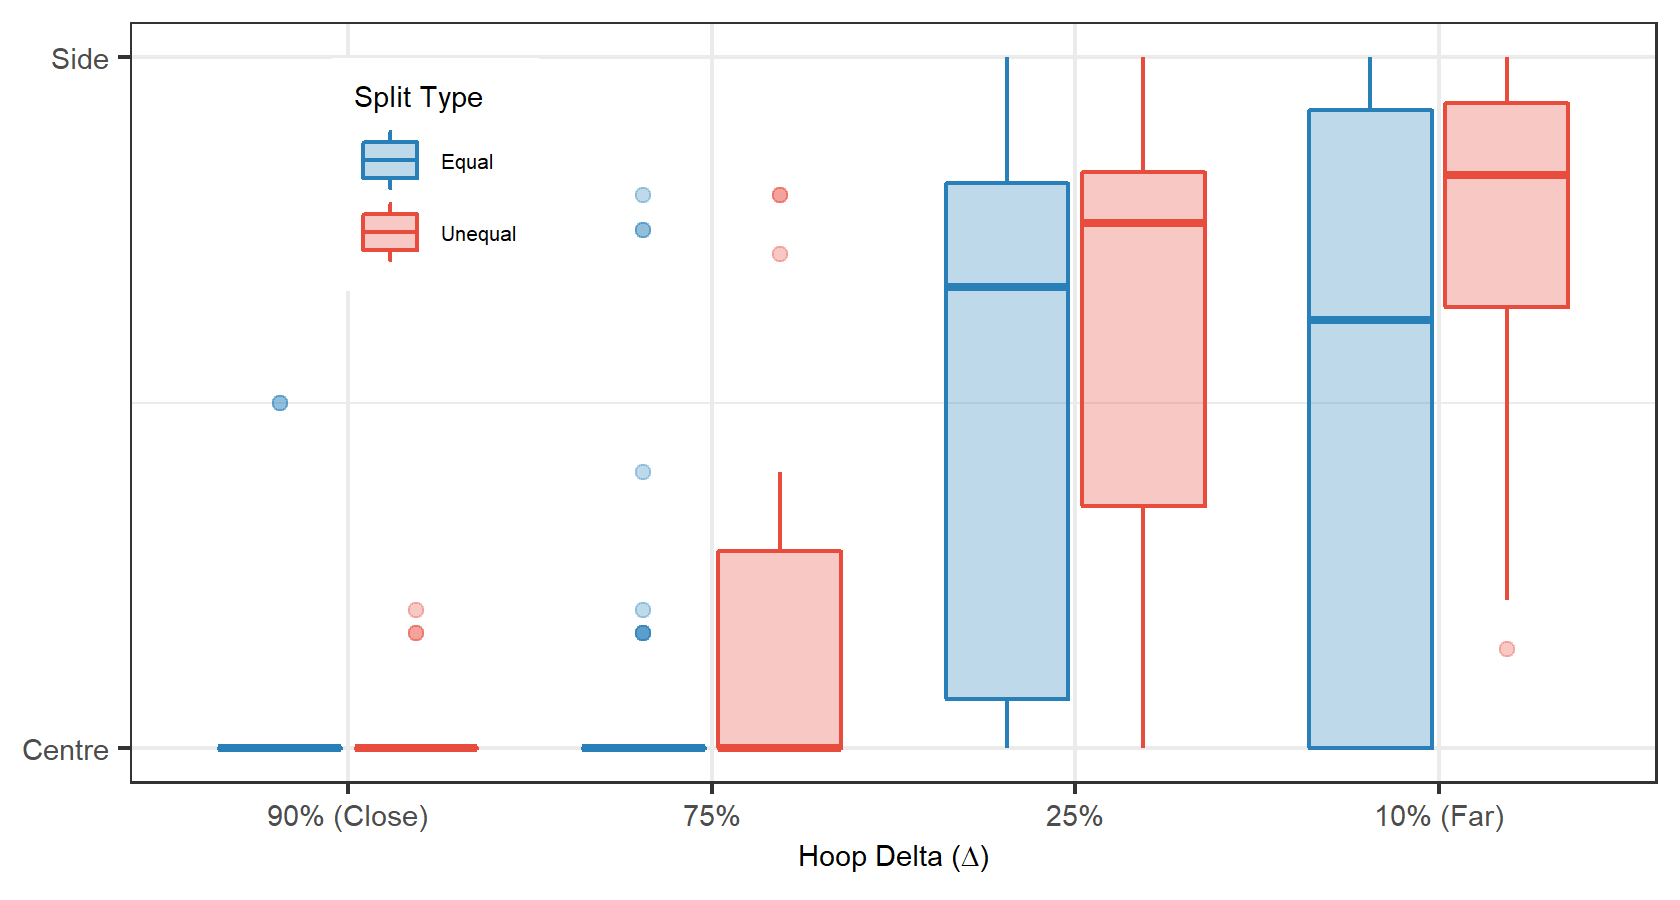 Side
Split Type
Equal
Unequal
Centre
90% (Close) 75% 25% 10% (Far)
Hoop Delta (Δ)